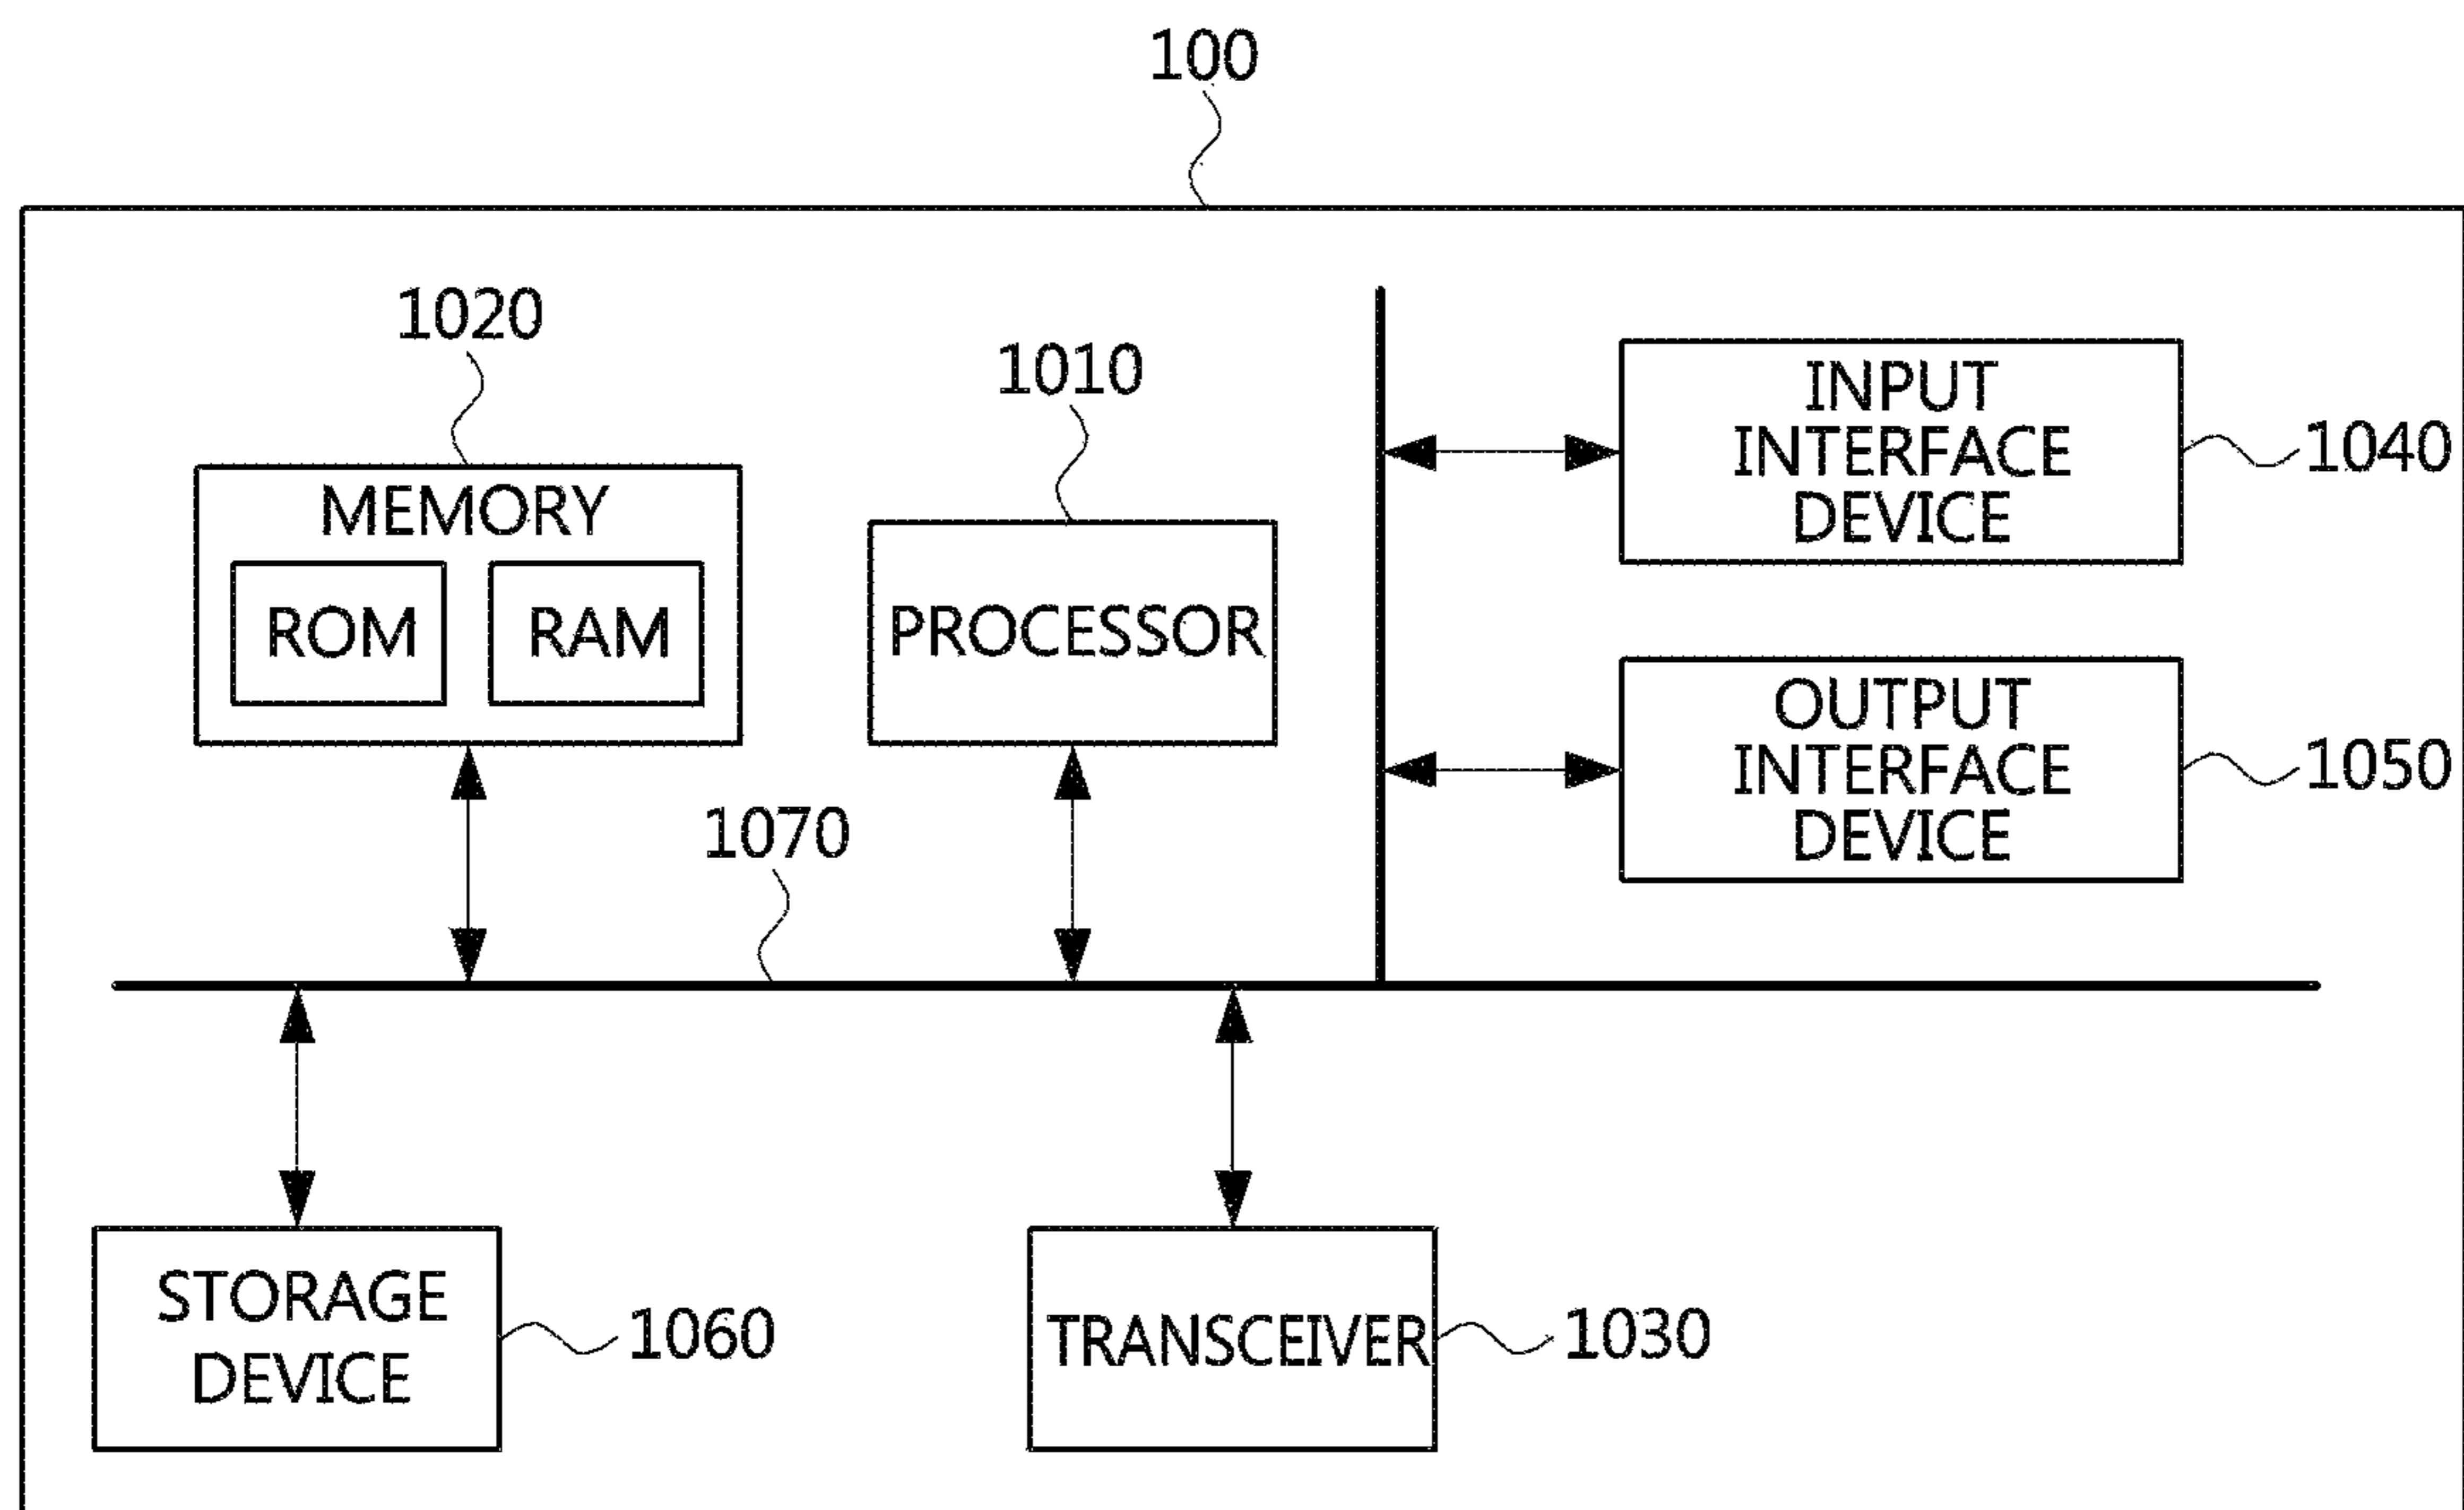 100
1020
1010
INPUT
INTERFACE
DEVICE
1040
MEMORY
ROM
RAM
PROCESSOR
OUTPUT
INTERFACE
DEVICE
1050
1070
STORAGE
DEVICE
1060
TRANSCEIVER
1030